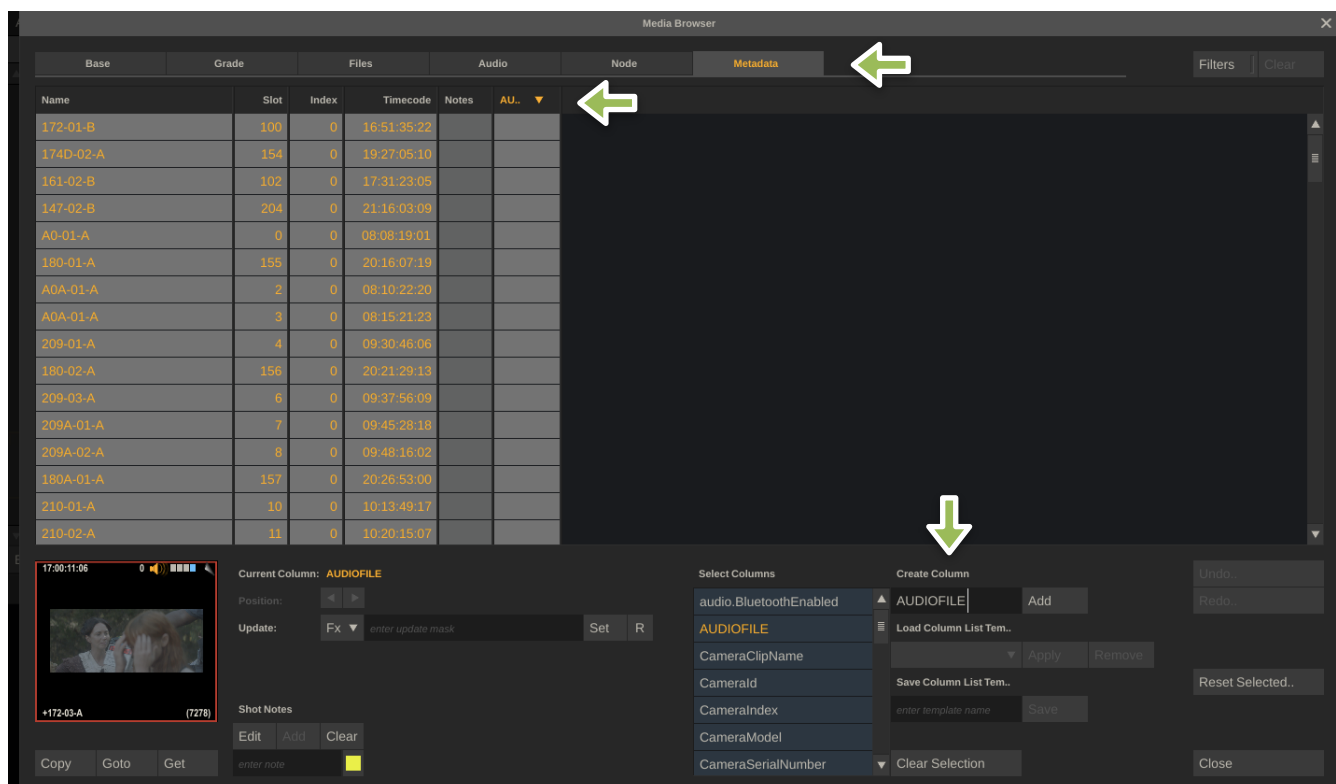 Media Browser
Base Grade Files Audio Node Metadata Filters Clear
Name Slot Index Timecode Notes AU..
172-01-B 100 0 16:51:35:22
174D-02-A 154 0 19:27:05:10
161-02-B 102 0 17:31:23:05
147-02-B 204 0 21:16:03:09
A0-01-A 0 0 08:08:19:01
180-01-A 155 0 20:16:07:19
A0A-01-A 2 0 08:10:22:20
A0A-01-A 3 0 08:15:21:23
209-01-A 4 0 09:30:46:06
180-02-A 156 0 20:21:29:13
209-03-A 6 0 09:37:56:09
209A-01-A 7 0 09:45:28:18
209A-02-A 8 0 09:48:16:02
180A-01-A 157 0 20:26:53:00
210-01-A 10 0 10:13:49:17
210-02-A 11 0 10:20:15:07
17:00:11:06 0
+172-03-A (7278)
Copy Goto Get
Current Column: AUDIOFILE
Position:
Update: Fx enter update mask Set R
Shot Notes
Edit Add Clear
enter note
Select Columns
audio.BluetoothEnabled
AUDIOFILE
CameraClipName
CameraId
CameraIndex
CameraModel
CameraSerialNumber
Create Column
AUDIOFILE Add
Load Column List Tem..
Apply Remove
Save Column List Tem..
enter template name Save
Clear Selection
Undo..
Redo..
Reset Selected..
Close